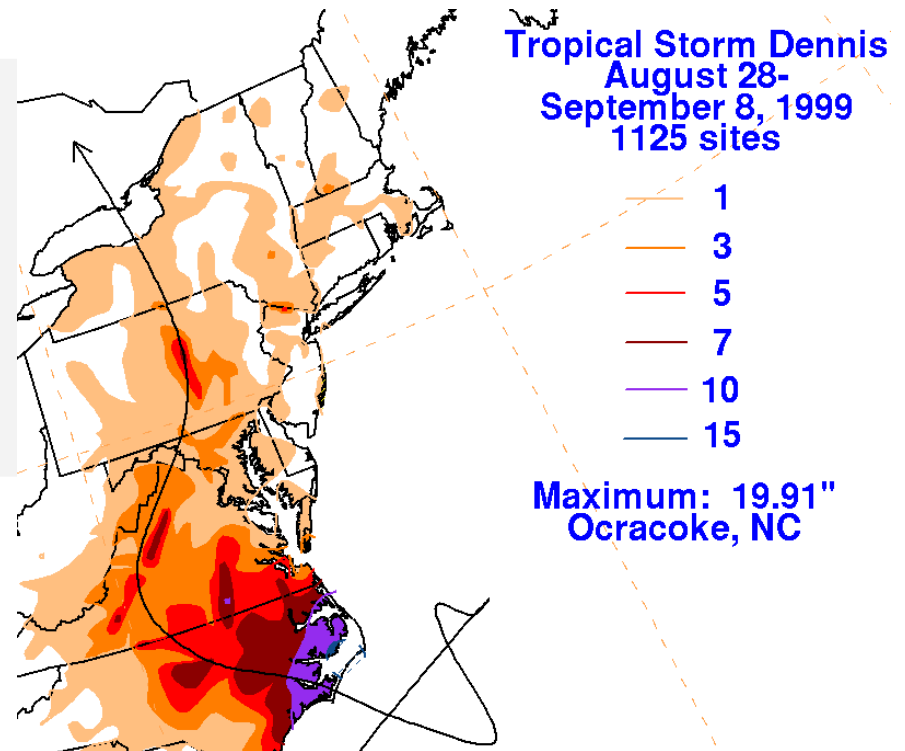 Tropical Storm Dennis
August 28-
September 8, 1999
1125 sites
1
3
5
7
10
15
Maximum: 19.91"
Ocracoke, NC